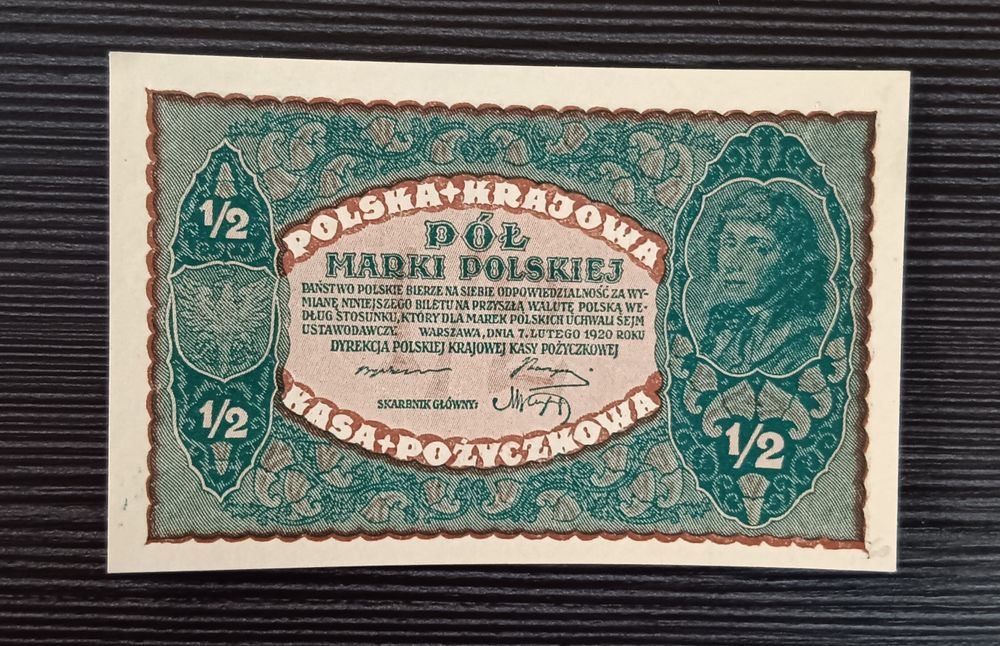 POLSKA+KRAJOWA
1/2
PÓŁ
MARKI POLSKIEJ
PAŃSTWO POLSKIE BIERZE NA SIEBIE ODPOWIEDZIALNOŚĆ ZA WY-
MIANĘ NINIEJSZEGO BILETU NA PRZYSZŁĄ WALUTĘ POLSKĄ WE-
DŁUG STOSUNKU, KTÓRY DLA MAREK POLSKICH UCHWALI SEJM
USTAWODAWCZY. WARSZAWA, DNIA 7. LUTEGO 1920 ROKU
DYREKCJA POLSKIEJ KRAJOWEJ KASY POŻYCZKOWEJ
SKARBNIK GŁÓWNY:
1/2
KASA+POŻYCZKOWA
1/2